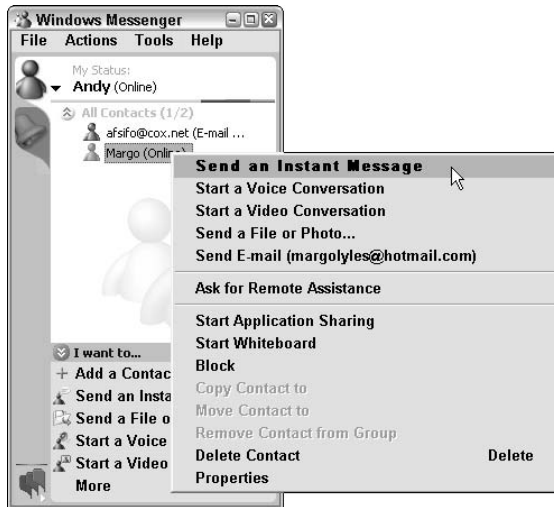 Windows Messenger
File Actions Tools Help
My Status:
Andy (Online)
All Contacts (1/2)
afsifo@cox.net (E-mail ...
Margo (Online)
Send an Instant Message
Start a Voice Conversation
Start a Video Conversation
Send a File or Photo...
Send E-mail (margolyles@hotmail.com)
Ask for Remote Assistance
Start Application Sharing
Start Whiteboard
Block
Copy Contact to
Move Contact to
Remove Contact from Group
Delete Contact Delete
Properties
I want to...
+ Add a Contac
Send an Insta
Send a File o
Start a Voice
Start a Video
More